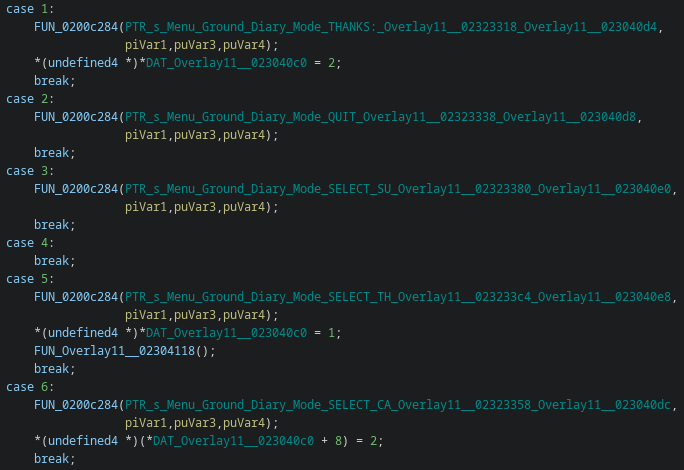 case 1:
FUN_0200c284(PTR_s_Menu_Ground_Diary_Mode_THANKS:_Overlay11__02323318_Overlay11__023040d4,
piVar1,puVar3,puVar4);
*(undefined4 *)*DAT_Overlay11__023040c0 = 2;
break;
case 2:
FUN_0200c284(PTR_s_Menu_Ground_Diary_Mode_QUIT_Overlay11__02323338_Overlay11__023040d8,
piVar1,puVar3,puVar4);
break;
case 3:
FUN_0200c284(PTR_s_Menu_Ground_Diary_Mode_SELECT_SU_Overlay11__02323380_Overlay11__023040e0,
piVar1,puVar3,puVar4);
break;
case 4:
break;
case 5:
FUN_0200c284(PTR_s_Menu_Ground_Diary_Mode_SELECT_TH_Overlay11__023233c4_Overlay11__023040e8,
piVar1,puVar3,puVar4);
*(undefined4 *)*DAT_Overlay11__023040c0 = 1;
FUN_Overlay11__02304118();
break;
case 6:
FUN_0200c284(PTR_s_Menu_Ground_Diary_Mode_SELECT_CA_Overlay11__02323358_Overlay11__023040dc,
piVar1,puVar3,puVar4);
*(undefined4 *)(*DAT_Overlay11__023040c0 + 8) = 2;
break;